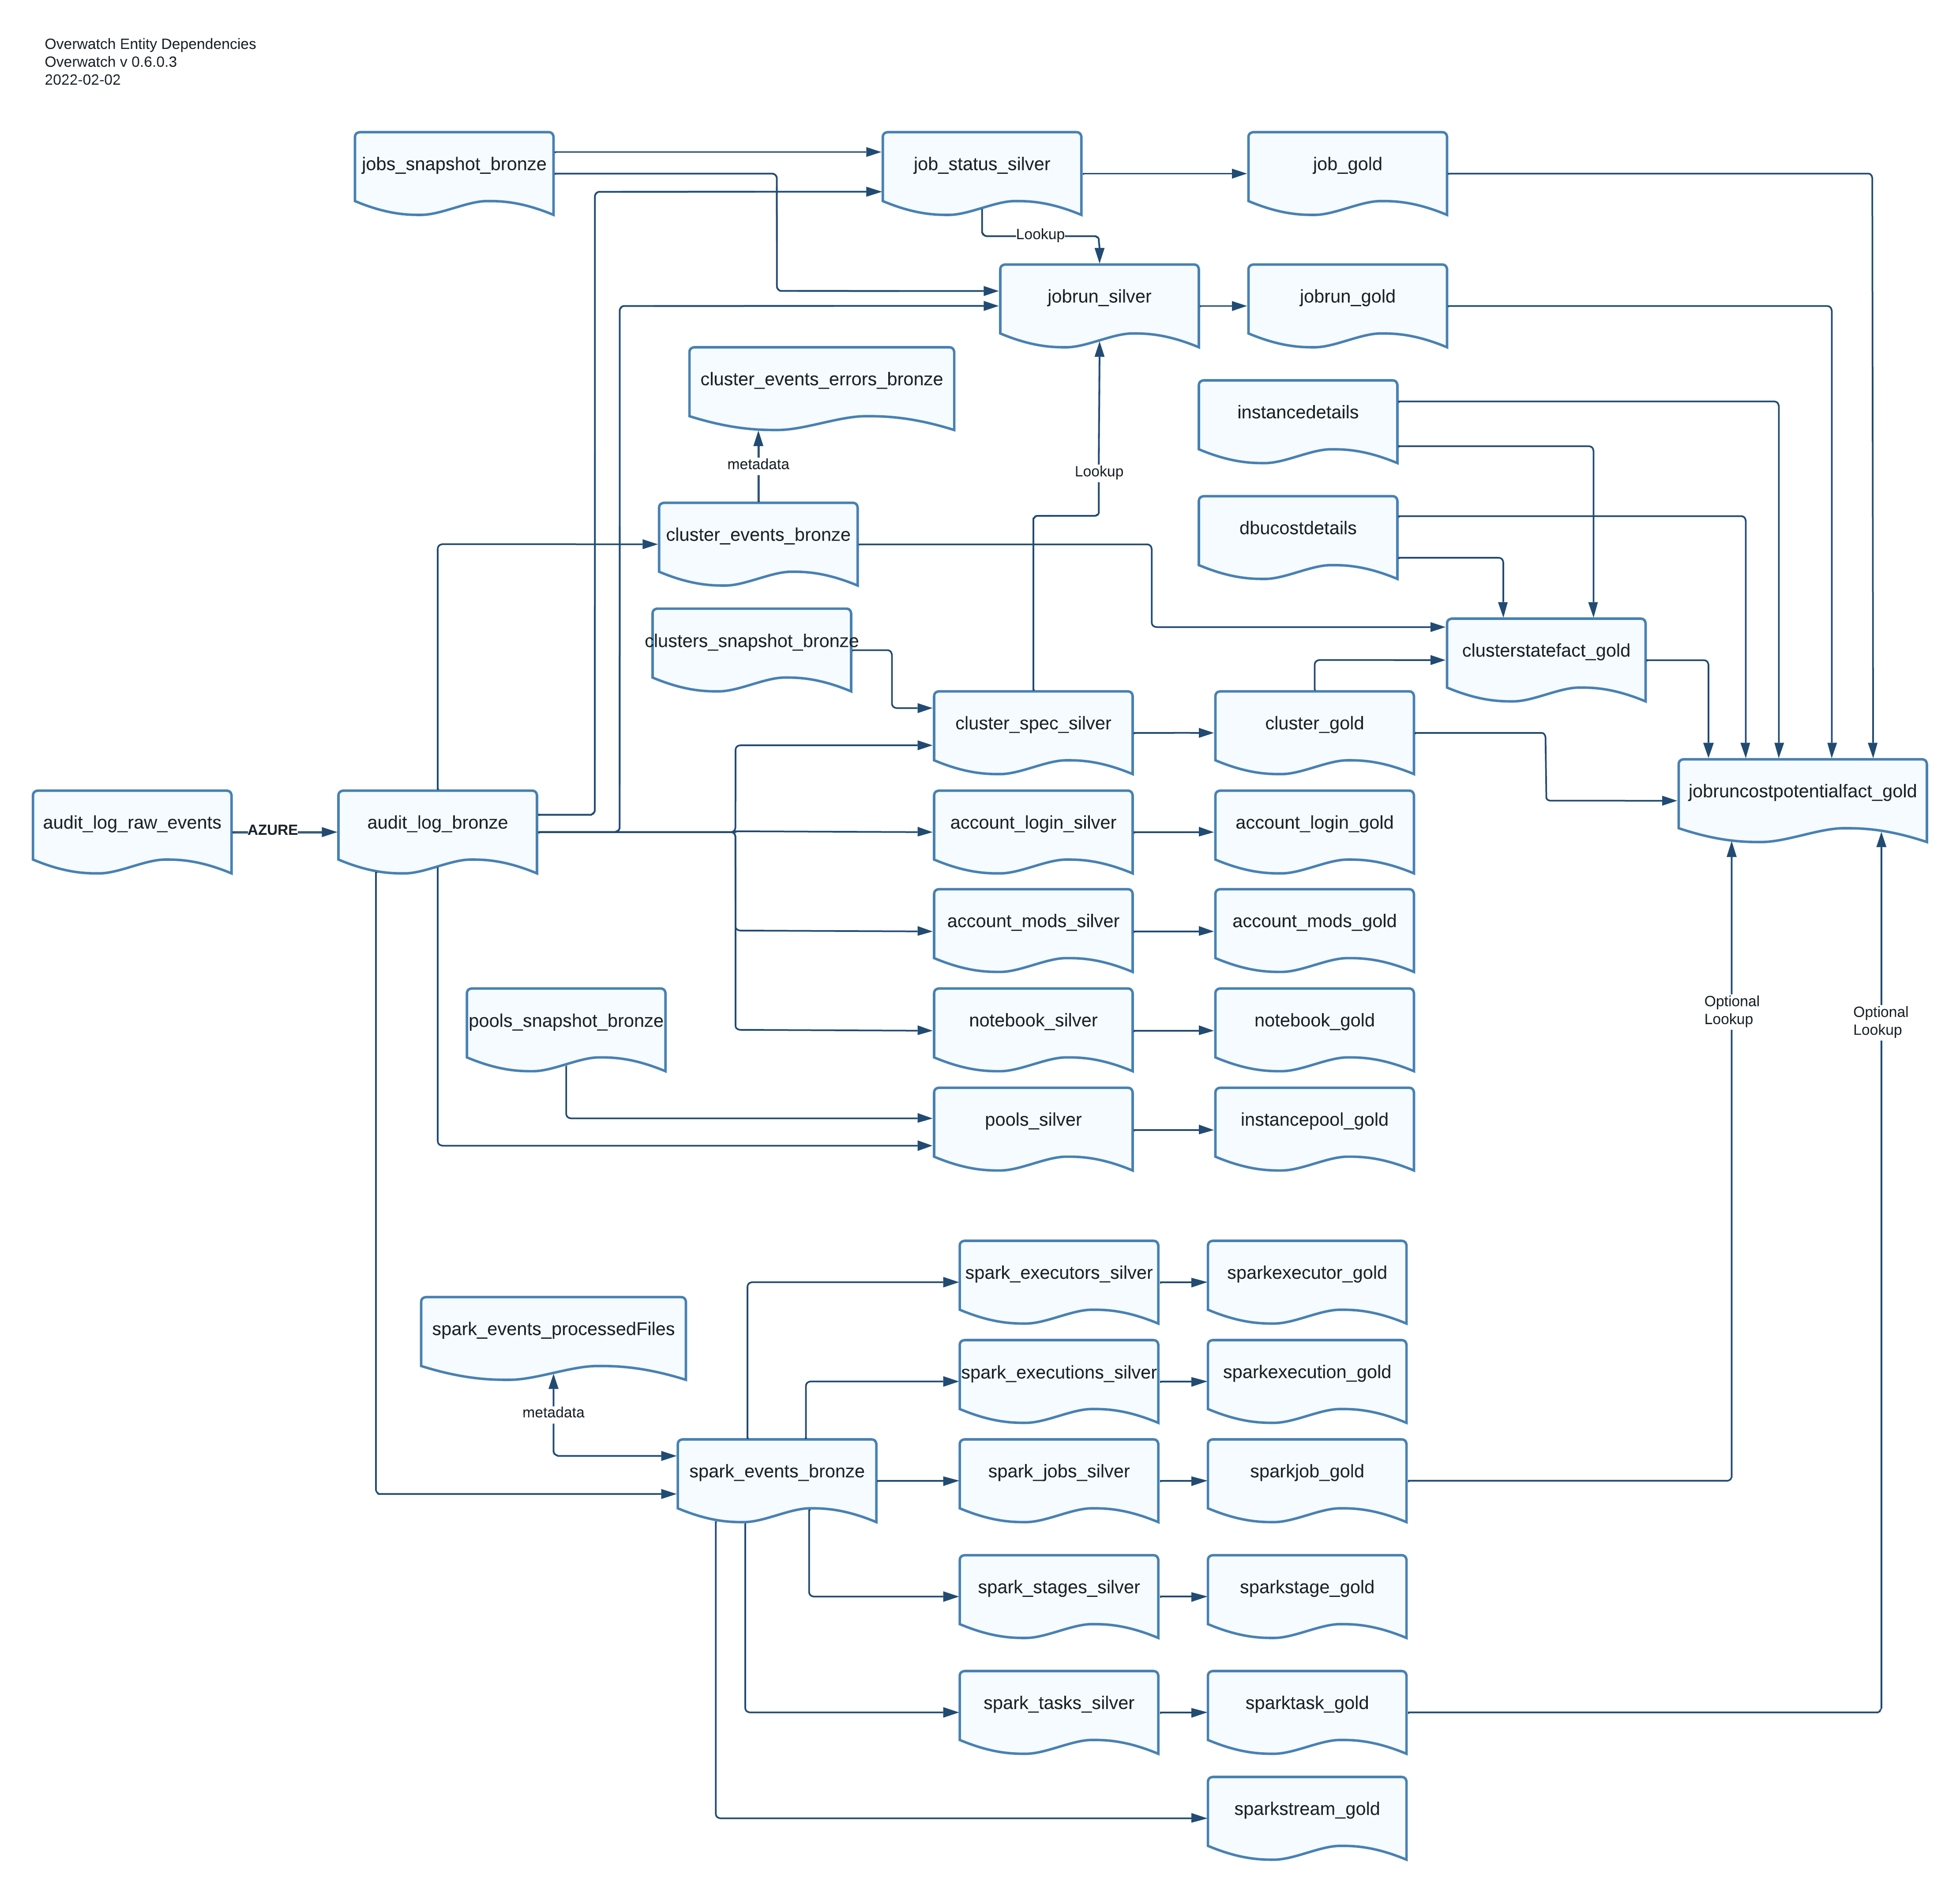 Overwatch Entity Dependencies
Overwatch v 0.6.0.3
2022-02-02
jobs_snapshot_bronze
job_status_silver
job_gold
Lookup
jobrun_silver
jobrun_gold
cluster_events_errors_bronze
instancedetails
metadata
Lookup
cluster_events_bronze
dbucostdetails
clusters_snapshot_bronze
clusterstatefact_gold
cluster_spec_silver
cluster_gold
jobruncostpotentialfact_gold
audit_log_raw_events
AZURE
audit_log_bronze
account_login_silver
account_login_gold
account_mods_silver
account_mods_gold
pools_snapshot_bronze
notebook_silver
notebook_gold
Optional
Lookup
Optional
Lookup
pools_silver
instancepool_gold
spark_executors_silver
sparkexecutor_gold
spark_events_processedFiles
spark_executions_silver
sparkexecution_gold
metadata
spark_events_bronze
spark_jobs_silver
sparkjob_gold
spark_stages_silver
sparkstage_gold
spark_tasks_silver
sparktask_gold
sparkstream_gold